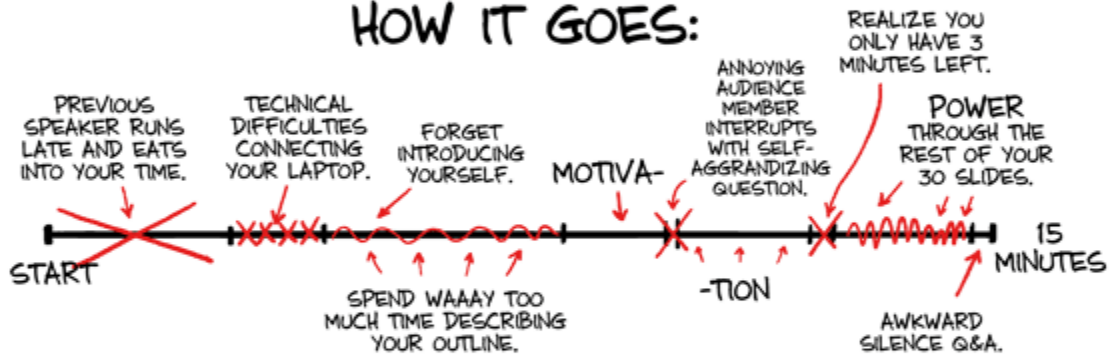 HOW IT GOES:
PREVIOUS
SPEAKER RUNS
LATE AND EATS
INTO YOUR TIME.
TECHNICAL
DIFFICULTIES
CONNECTING
YOUR LAPTOP.
FORGET
INTRODUCING
YOURSELF.
MOTIVA-
ANNOYING
AUDIENCE
MEMBER
INTERRUPTS
WITH SELF-
AGGRANDIZING
QUESTION.
REALIZE YOU
ONLY HAVE 3
MINUTES LEFT.
POWER
THROUGH THE
REST OF YOUR
30 SLIDES.
START
SPEND WAAAY TOO
MUCH TIME DESCRIBING
YOUR OUTLINE.
-TION
AWKWARD
SILENCE Q&A.
15
MINUTES